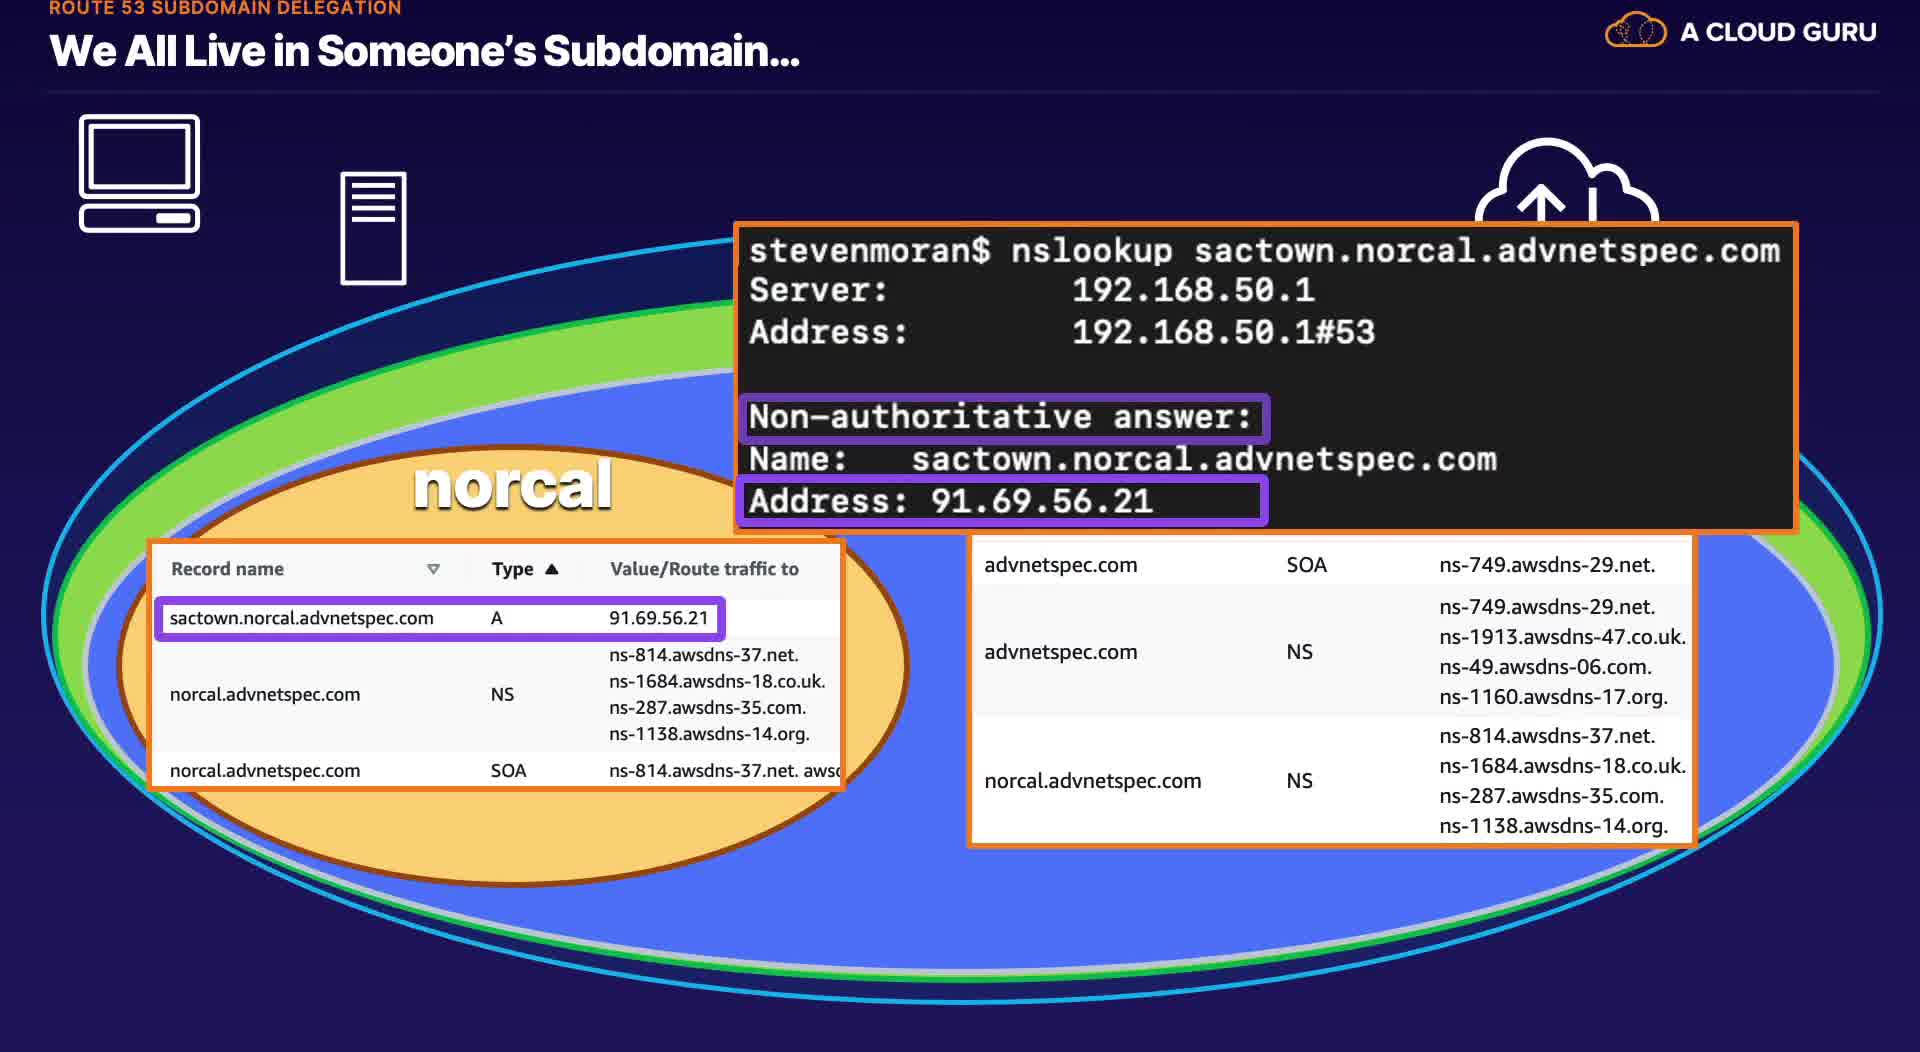 ROUTE 53 SUBDOMAIN DELEGATION
We All Live in Someone's Subdomain...
A CLOUD GURU
stevenmoran$ nslookup sactown.norcal.advnetspec.com
Server: 192.168.50.1
Address: 192.168.50.1#53
Non-authoritative answer:
Name: sactown.norcal.advnetspec.com
Address: 91.69.56.21
norcal
Record name Type Value/Route traffic to
sactown.norcal.advnetspec.com A 91.69.56.21
ns-814.awsdns-37.net.
ns-1684.awsdns-18.co.uk.
norcal.advnetspec.com NS
ns-287.awsdns-35.com.
ns-1138.awsdns-14.org.
norcal.advnetspec.com SOA ns-814.awsdns-37.net. awsd
advnetspec.com SOA ns-749.awsdns-29.net.
ns-749.awsdns-29.net.
ns-1913.awsdns-47.co.uk.
advnetspec.com NS
ns-49.awsdns-06.com.
ns-1160.awsdns-17.org.
ns-814.awsdns-37.net.
ns-1684.awsdns-18.co.uk.
norcal.advnetspec.com NS
ns-287.awsdns-35.com.
ns-1138.awsdns-14.org.